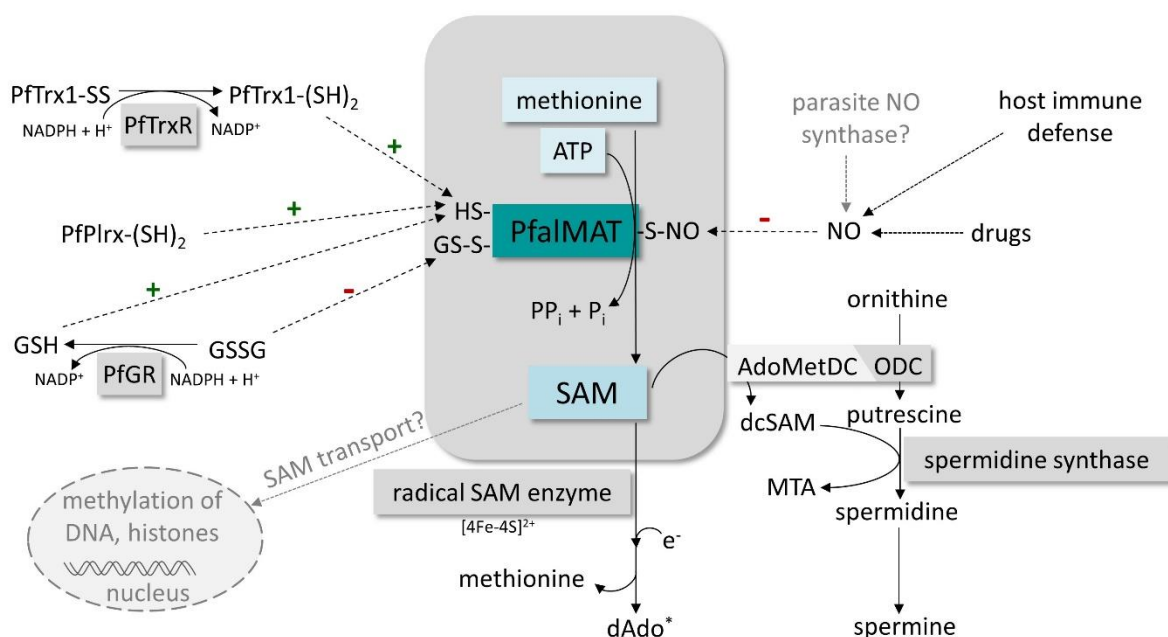 PfTrx1-SS
PfTrx1-(SH)₂
NADPH + H⁺
PfTrxR
NADP⁺
+
PfPlrx-(SH)₂
+
+
-
GSH
GSSG
NADP⁺
PfGR
NADPH + H⁺
methionine
ATP
HS-
GS-S-
PfalMAT
-S-NO
PPᵢ + Pᵢ
SAM
parasite NO
synthase?
host immune
defense
-
NO
drugs
ornithine
AdoMetDC
ODC
dcSAM
putrescine
spermidine synthase
MTA
spermidine
spermine
SAM transport?
methylation of
DNA, histones
nucleus
radical SAM enzyme
[4Fe-4S]²⁺
e⁻
methionine
dAdo*